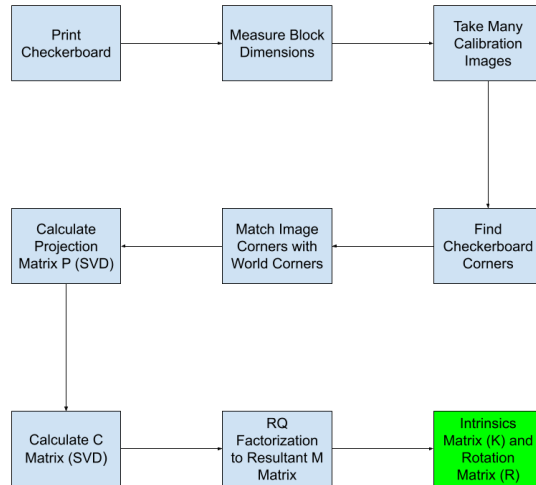 Print
Checkerboard
Measure Block
Dimensions
Take Many
Calibration
Images
Calculate
Projection
Matrix P (SVD)
Match Image
Corners with
World Corners
Find
Checkerboard
Corners
Calculate C
Matrix (SVD)
RQ
Factorization
to Resultant M
Matrix
Intrinsics
Matrix (K) and
Rotation
Matrix (R)